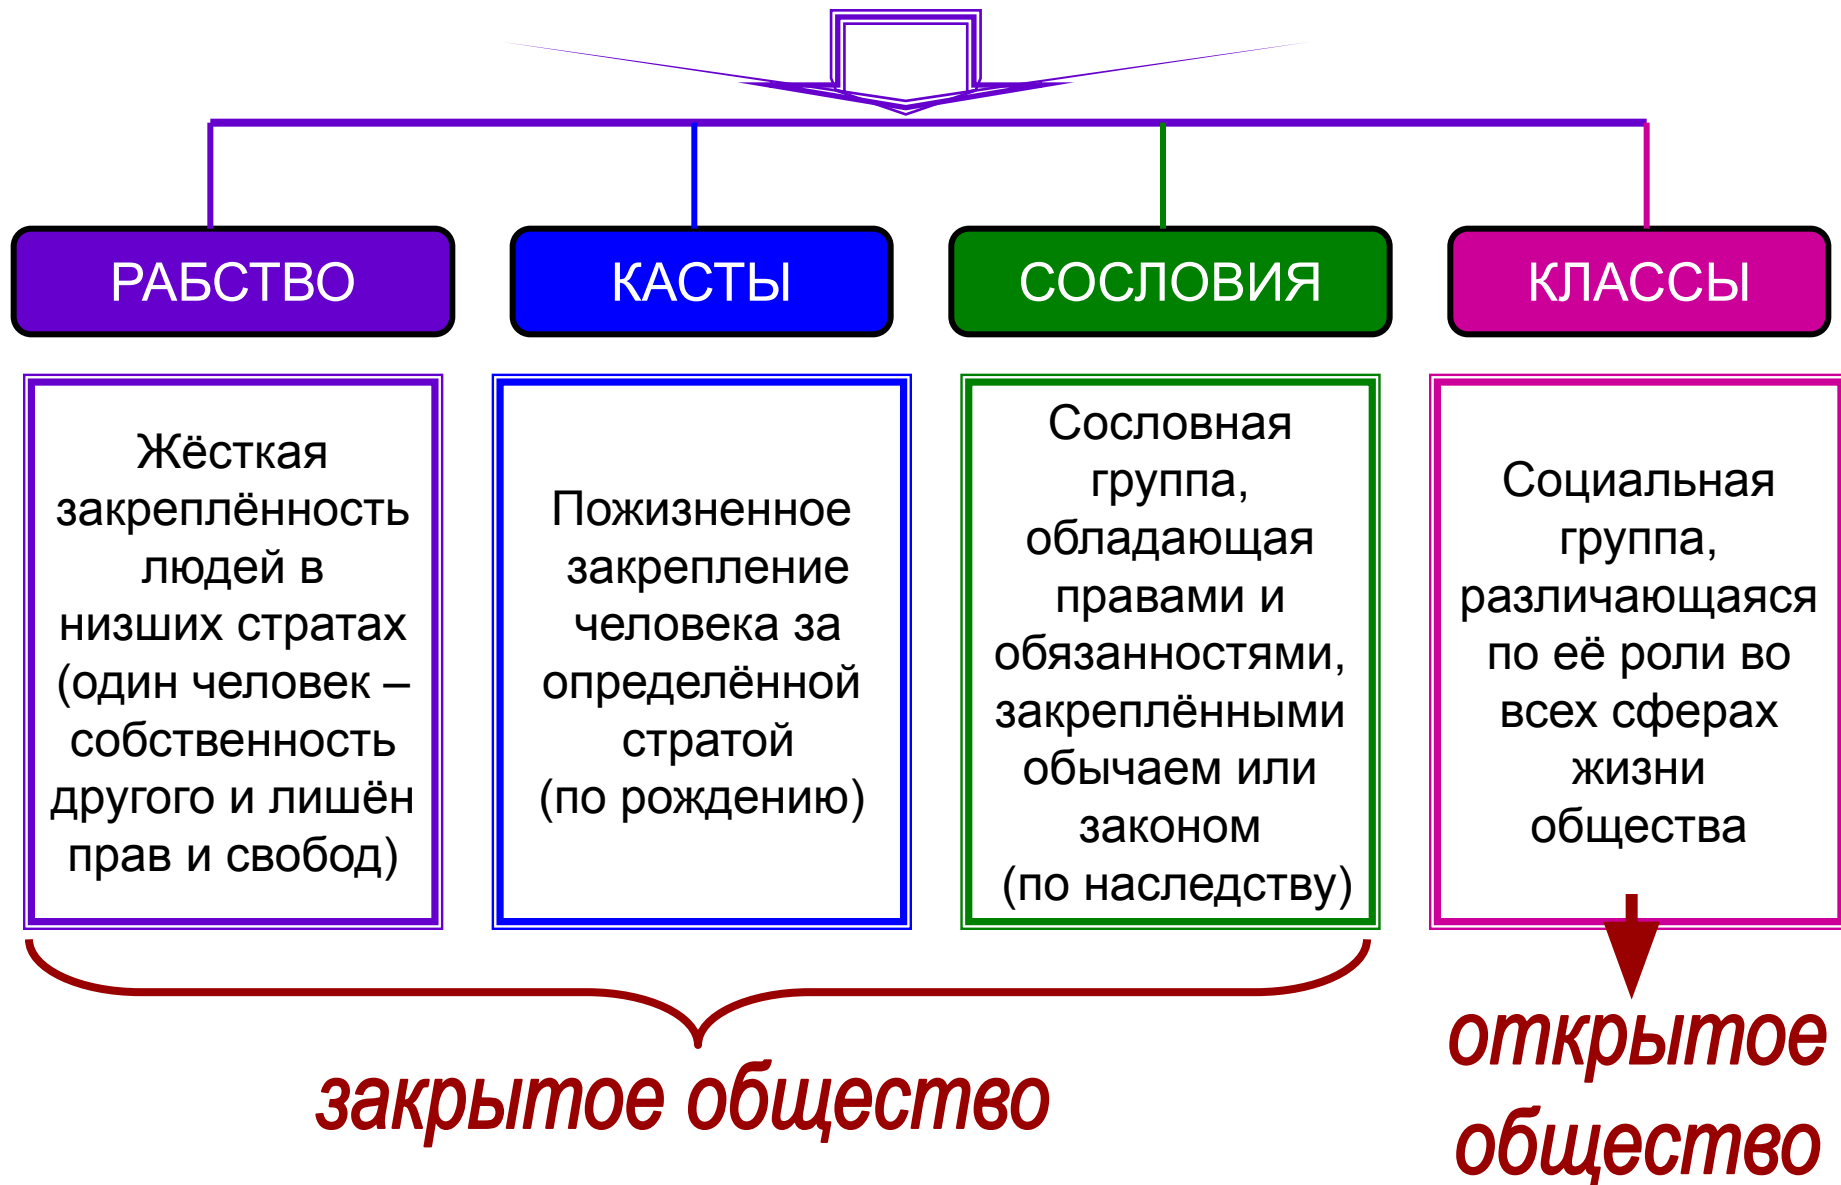 РАБСТВО
КАСТЫ
СОСЛОВИЯ
КЛАССЫ
Жёсткая
закреплённость
людей в
низших стратах
(один человек –
собственность
другого и лишён
прав и свобод)
Пожизненное
закрепление
человека за
определённой
стратой
(по рождению)
Сословная
группа,
обладающая
правами и
обязанностями,
закреплёнными
обычаем или
законом
(по наследству)
Социальная
группа,
различающаяся
по её роли во
всех сферах
жизни
общества
закрытое общество
открытое
общество